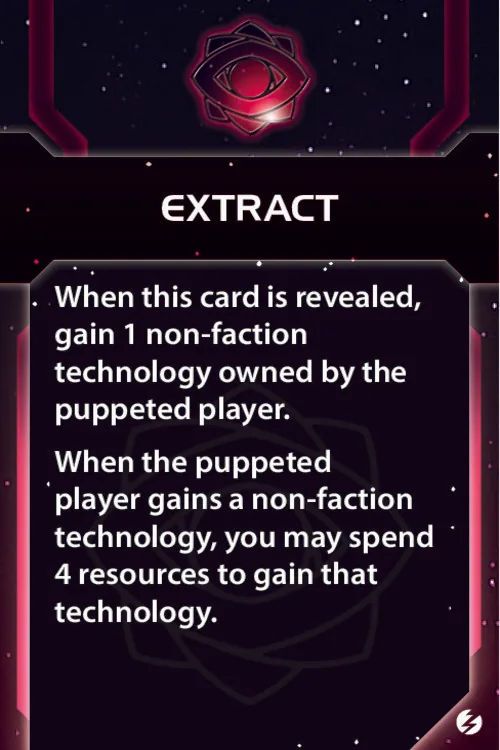 EXTRACT
When this card is revealed,
gain 1 non-faction
technology owned by the
puppeted player.
When the puppeted
player gains a non-faction
technology, you may spend
4 resources to gain that
technology.